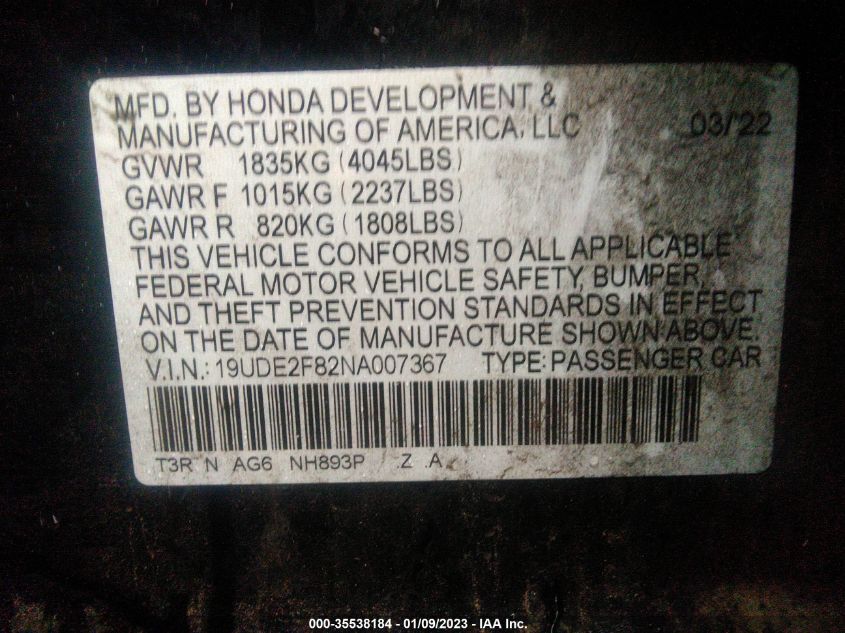 MFD. BY HONDA DEVELOPMENT &
MANUFACTURING OF AMERICA, LLC 03/'22
GVWR 1835KG (4045LBS)
GAWR F 1015KG (2237LBS)
GAWR R 820KG (1808LBS)
THIS VEHICLE CONFORMS TO ALL APPLICABLE
FEDERAL MOTOR VEHICLE SAFETY, BUMPER,
AND THEFT PREVENTION STANDARDS IN EFFECT
ON THE DATE OF MANUFACTURE SHOWN ABOVE.
V.I.N.: 19UDE2F82NA007367 TYPE: PASSENGER CAR
T3R N AG6 NH893P .Z .A
000-35538184 - 01/09/2023 - IAA Inc.